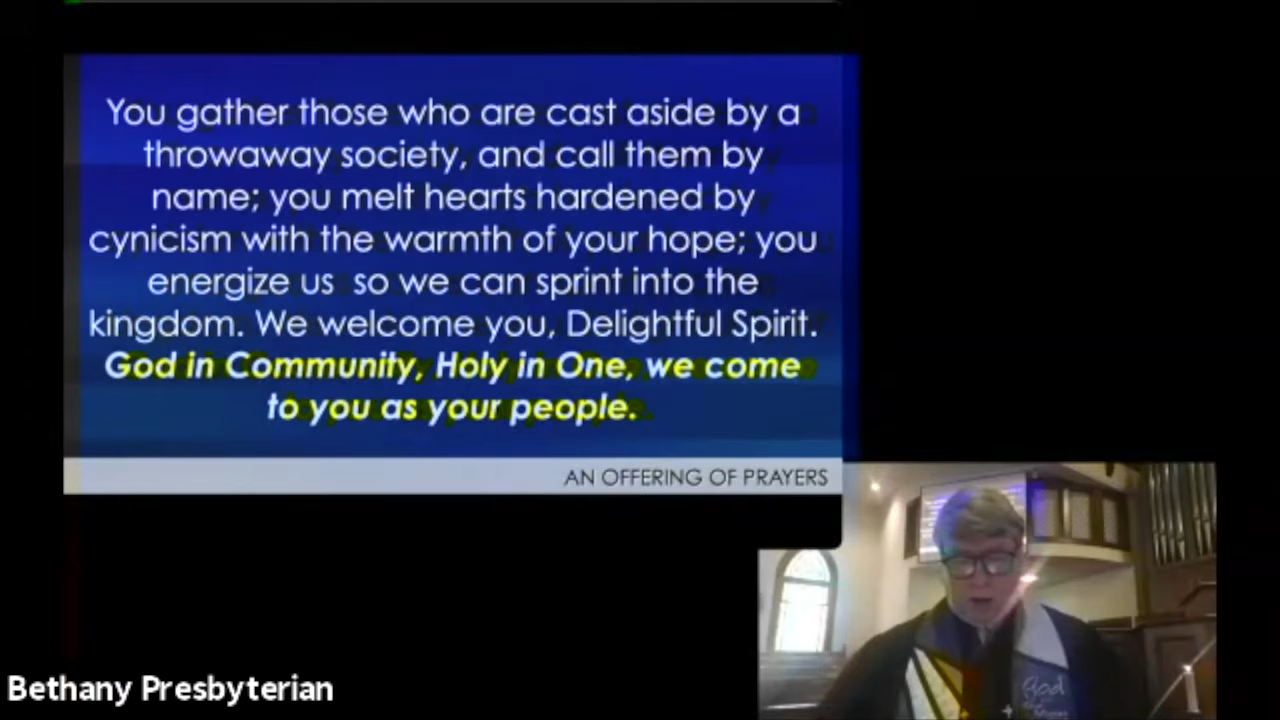 You gather those who are cast aside by a
throwaway society, and call them by
name; you melt hearts hardened by
cynicism with the warmth of your hope; you
energize us  so we can sprint into the
kingdom. We welcome you, Delightful Spirit.
God in Community, Holy in One, we come
to you as your people.
AN OFFERING OF PRAYERS
God
Bethany Presbyterian